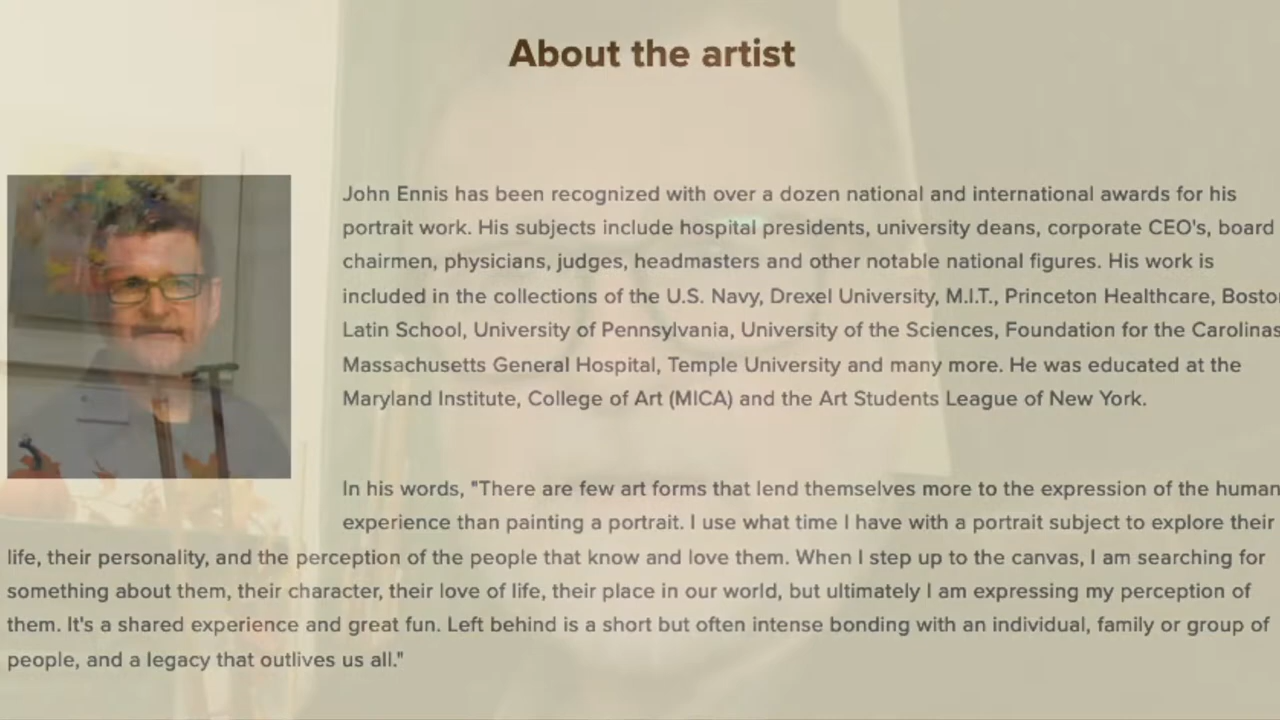 About the artist
John Ennis has been recognized with over a dozen national and international awards for his
portrait work. His subjects include hospital presidents, university deans, corporate CEO's, board
chairmen, physicians, judges, headmasters and other notable national figures. His work is
included in the collections of the U.S. Navy, Drexel University, M.I.T., Princeton Healthcare, Bosto
Latin School, University of Pennsylvania, University of the Sciences, Foundation for the Carolinas
Massachusetts General Hospital, Temple University and many more. He was educated at the
Maryland Institute, College of Art (MICA) and the Art Students League of New York.
In his words, "There are few art forms that lend themselves more to the expression of the human
experience than painting a portrait. I use what time I have with a portrait subject to explore their
life, their personality, and the perception of the people that know and love them. When I step up to the canvas, I am searching for
something about them, their character, their love of life, their place in our world, but ultimately I am expressing my perception of
them. It's a shared experience and great fun. Left behind is a short but often intense bonding with an individual, family or group of
people, and a legacy that outlives us all."